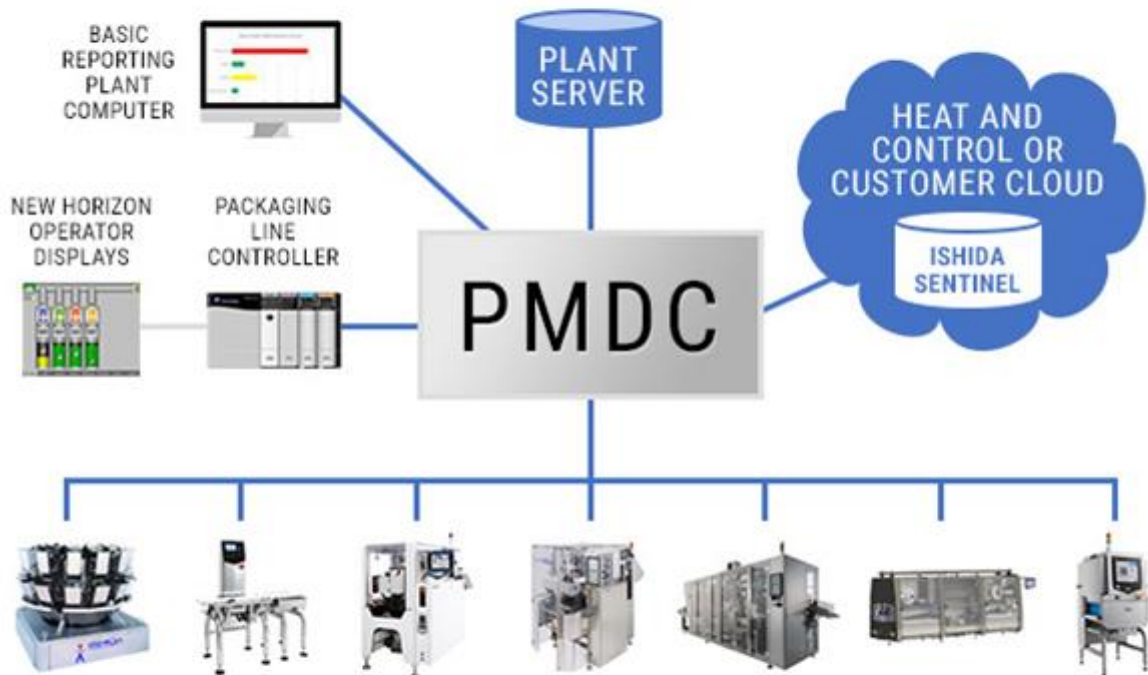 BASIC
REPORTING
PLANT
COMPUTER
PLANT
SERVER
HEAT AND
CONTROL OR
CUSTOMER CLOUD
ISHIDA
SENTINEL
NEW HORIZON
OPERATOR
DISPLAYS
PACKAGING
LINE
CONTROLLER
PMDC